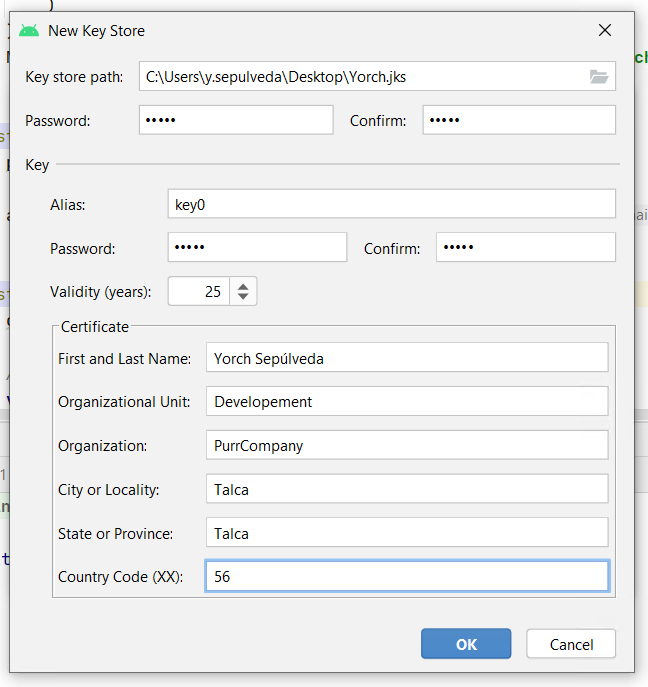 New Key Store
Key store path: C:\Users\y.sepulveda\Desktop\Yorch.jks
Password: ••••• Confirm: •••••
Key
Alias: key0
Password: ••••• Confirm: •••••
Validity (years): 25
Certificate
First and Last Name: Yorch Sepúlveda
Organizational Unit: Developement
Organization: PurrCompany
City or Locality: Talca
State or Province: Talca
Country Code (XX): 56
OK Cancel